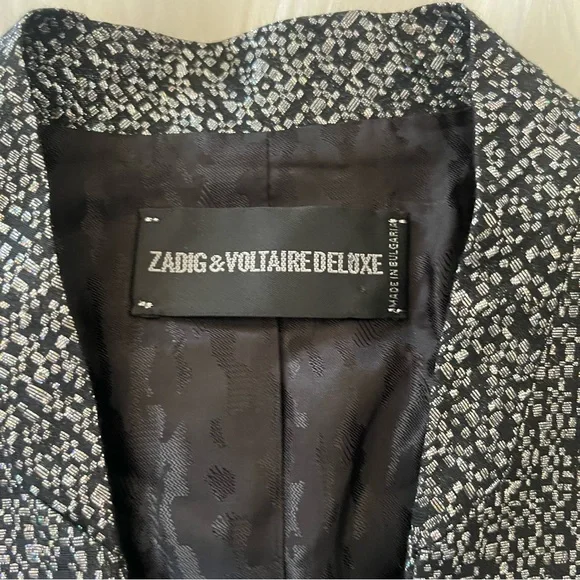 ZADIG & VOLTAIRE DELUXE
MADE IN BULGARIA